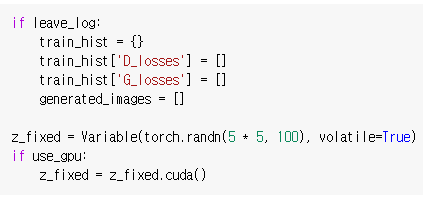 if leave_log:
    train_hist = {}
    train_hist['D_losses'] = []
    train_hist['G_losses'] = []
    generated_images = []

z_fixed = Variable(torch.randn(5 * 5, 100), volatile=True)
if use_gpu:
    z_fixed = z_fixed.cuda()